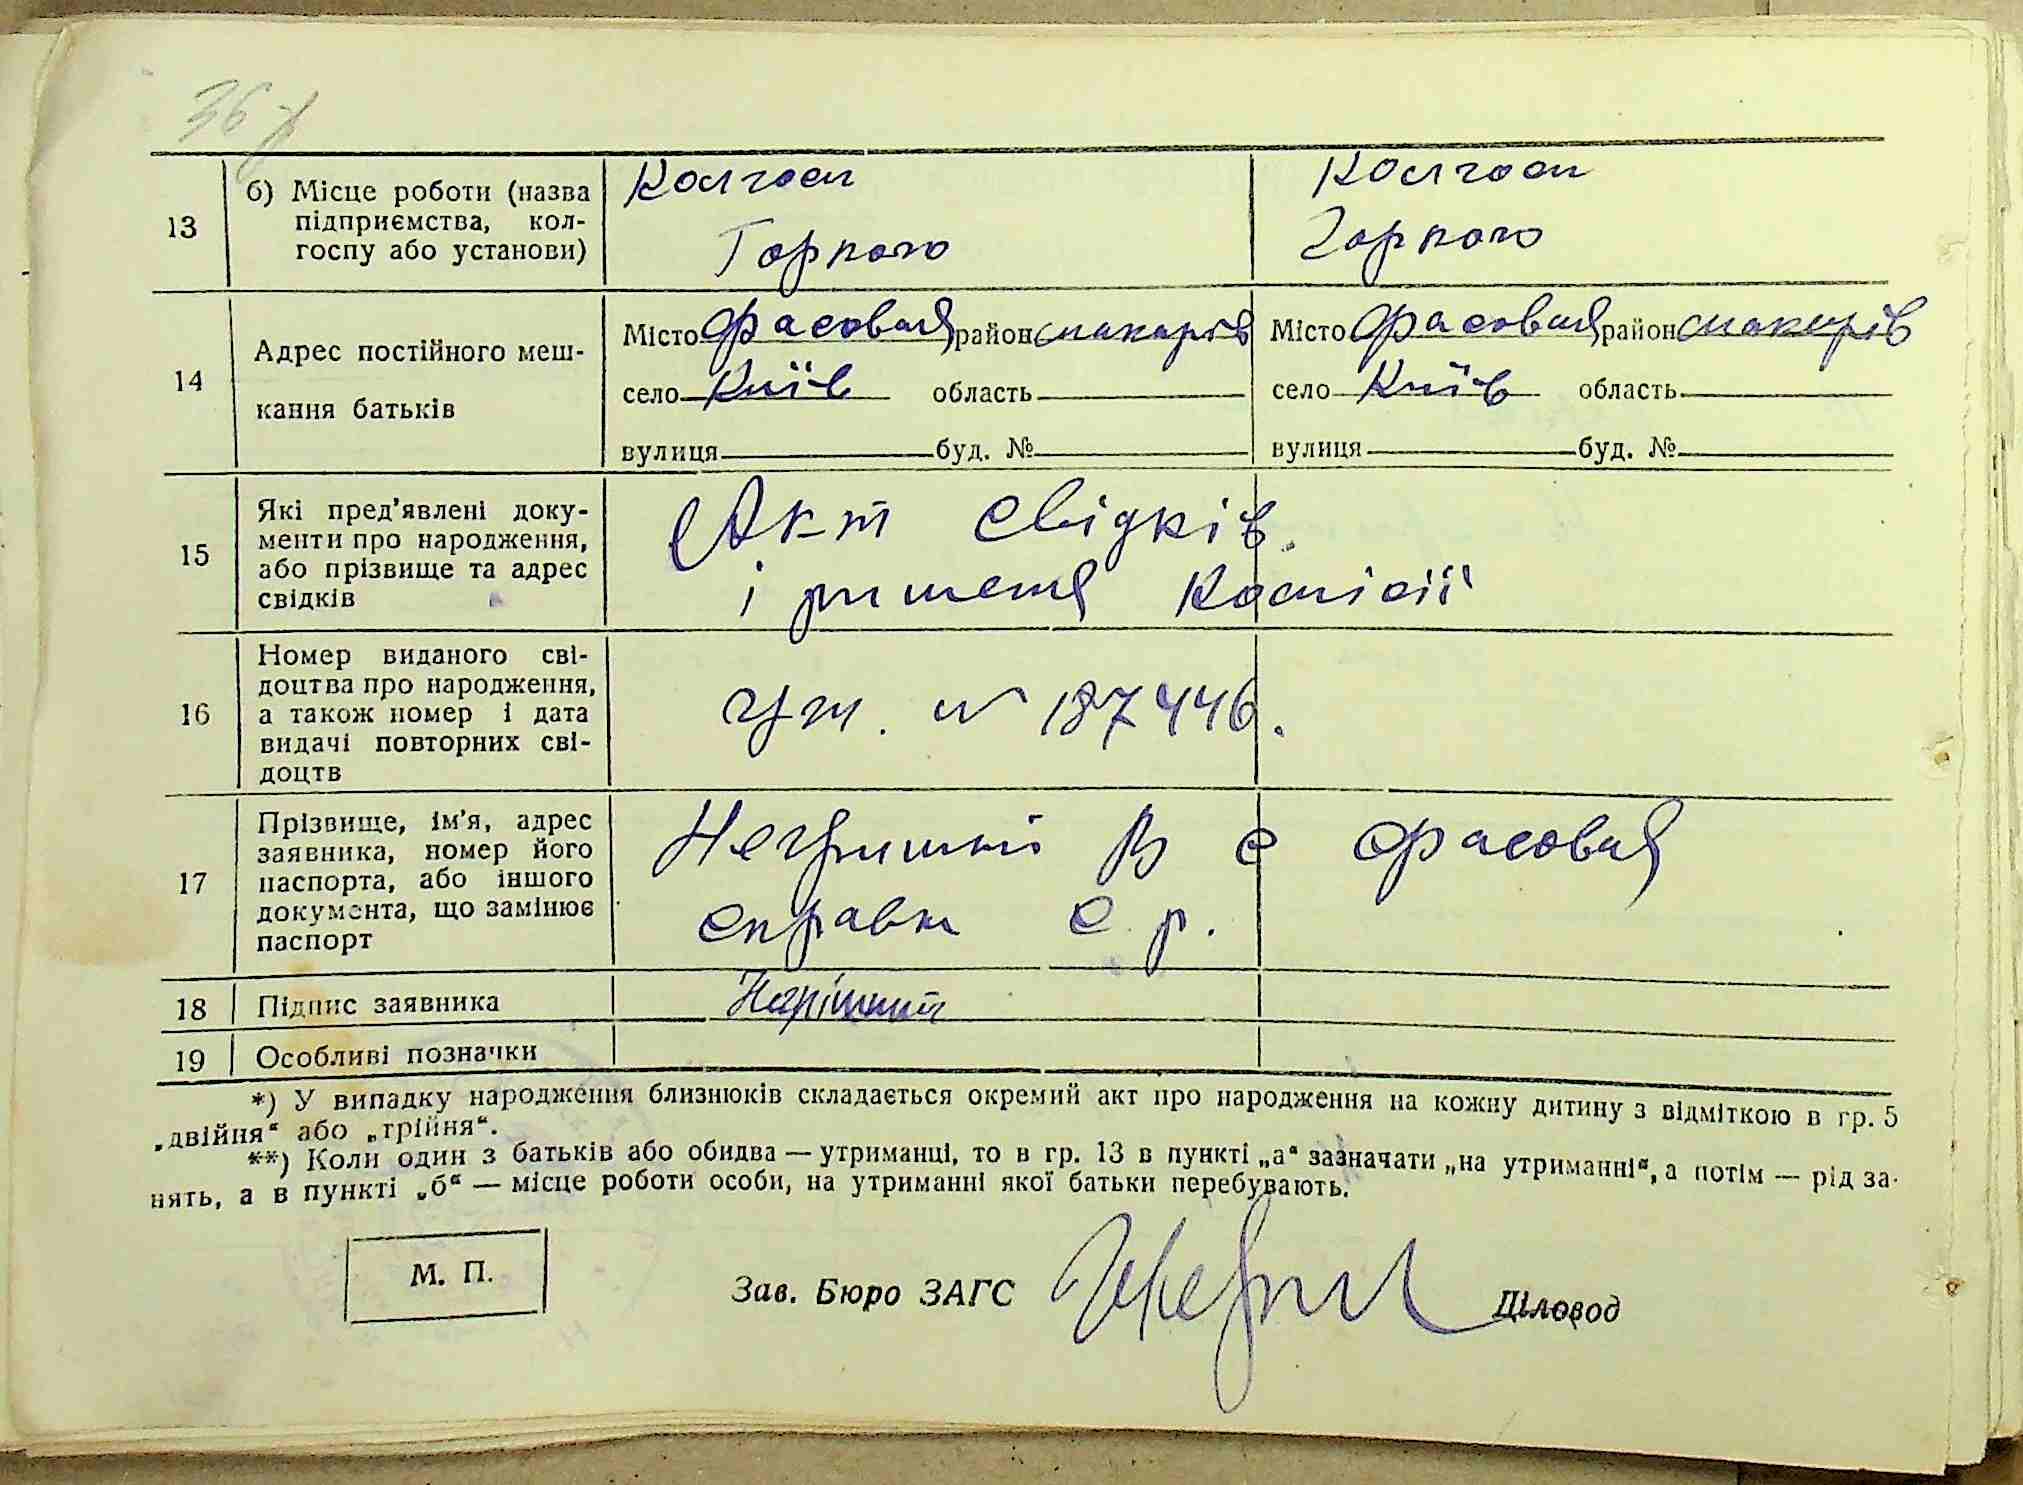 36
13
б) Місце роботи (назва
підприємства, кол-
госпу або установи)
Колгосп
Горкого
Колгосп
Горкого
14
Адрес постійного меш-
кання батьків
Місто Фасовая район Макарів
село Київ область
вулиця буд. №
Місто Фасовая район Макарів
село Київ область
вулиця буд. №
15
Які пред'явлені доку-
менти про народження,
або прізвище та адрес
свідків
Акт свідків
і ришеня Комісії
16
Номер виданого сві-
доцтва про народження,
а також номер і дата
видачі повторних сві-
доцтв
№ 187446.
17
Прізвище, ім'я, адрес
заявника, номер його
паспорта, або іншого
документа, що замінює
паспорт
В с Фасовая
справка с. р.
18
Підпис заявника
19
Особливі позначки
*) У випадку народження близнюків складається окремий акт про народження на кожну дитину з відміткою в гр. 5
„двійня“ або „трійня“.
**) Коли один з батьків або обидва — утриманці, то в гр. 13 в пункті „а“ зазначати „на утриманні“, а потім — рід за-
нять, а в пункті „б“ — місце роботи особи, на утриманні якої батьки перебувають.
М. П.
Зав. Бюро ЗАГС
Діловод